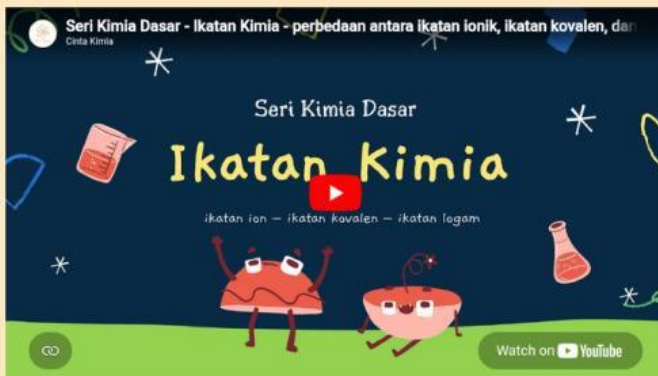 Seri Kimia Dasar - Ikatan Kimia - perbedaan antara ikatan ionik, ikatan kovalen, dan
Cinta Kimia
Seri Kimia Dasar
Ikatan Kimia
ikatan ion – ikatan kovalen – ikatan logam
Watch on YouTube